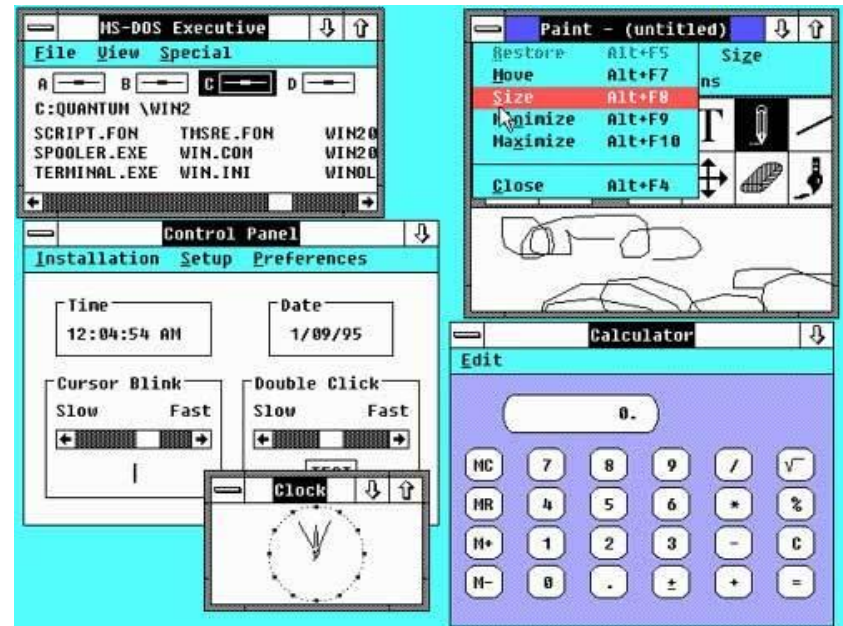 MS-DOS Executive
File View Special
A B C D
C:QUANTUM \WIN2
SCRIPT.FON TMSRE.FON WIN20
SPOOLER.EXE WIN.COM WIN20
TERMINAL.EXE WIN.INI WINOL
Paint - (untitled)
Restore Alt+F5
Size
Move Alt+F7
ns
Size Alt+F8
Alt+F9
Maximize Alt+F10
Close Alt+F4
T
Control Panel
Installation Setup Preferences
Time
12:04:54 AM
Date
1/09/95
Cursor Blink
Slow Fast
Double Click
Slow Fast
Clock
Calculator
Edit
0.
MC 7 8 9 / √
MR 4 5 6 * %
M+ 1 2 3 - C
M- 0 . ± + =